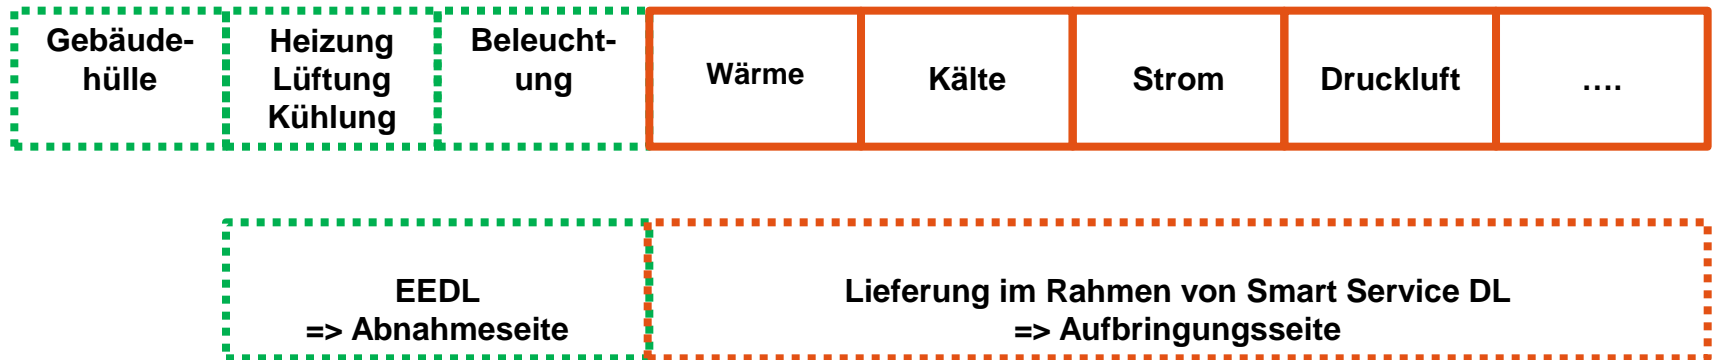 Gebäude-
hülle
Heizung
Lüftung
Kühlung
Beleucht-
ung
Wärme
Kälte
Strom
Druckluft
....
EEDL
=> Abnahmeseite
Lieferung im Rahmen von Smart Service DL
=> Aufbringungsseite